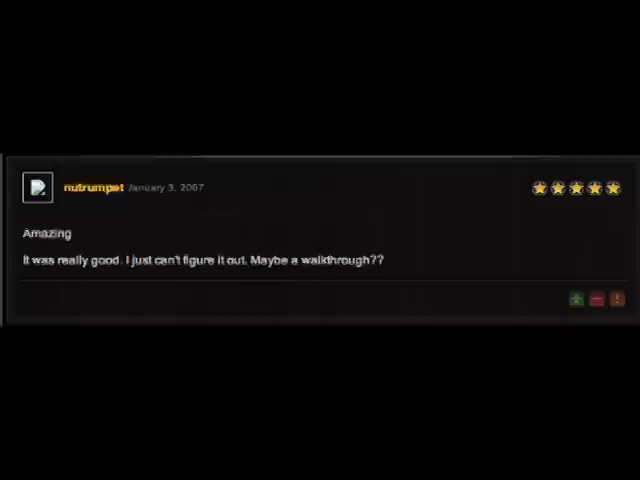 nutrumpet January 3, 2007
Amazing
It was really good. I just can't figure it out. Maybe a walkthrough??